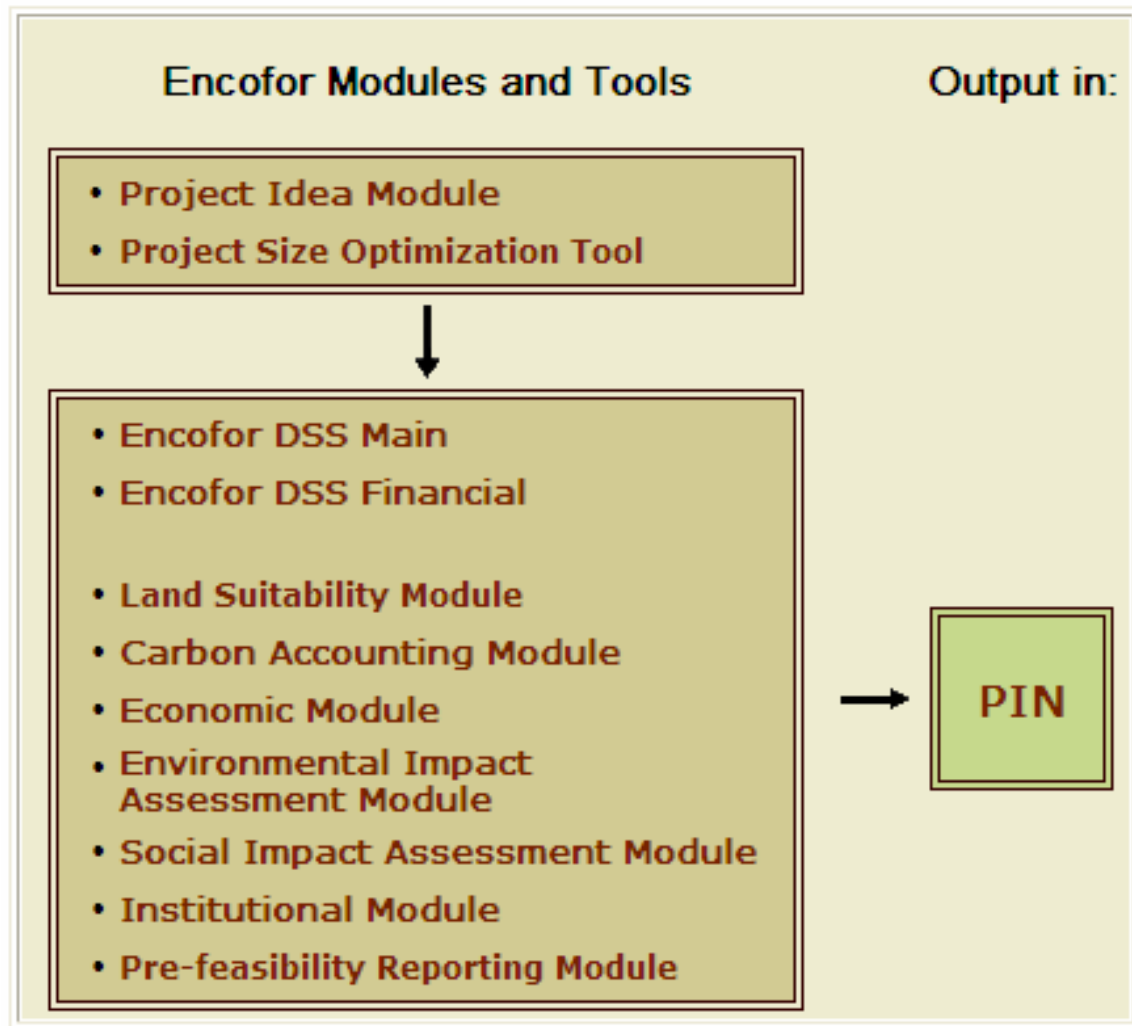 Encofor Modules and Tools
Output in:
• Project Idea Module
• Project Size Optimization Tool
• Encofor DSS Main
• Encofor DSS Financial
• Land Suitability Module
• Carbon Accounting Module
• Economic Module
• Environmental Impact
Assessment Module
• Social Impact Assessment Module
• Institutional Module
• Pre-feasibility Reporting Module
PIN